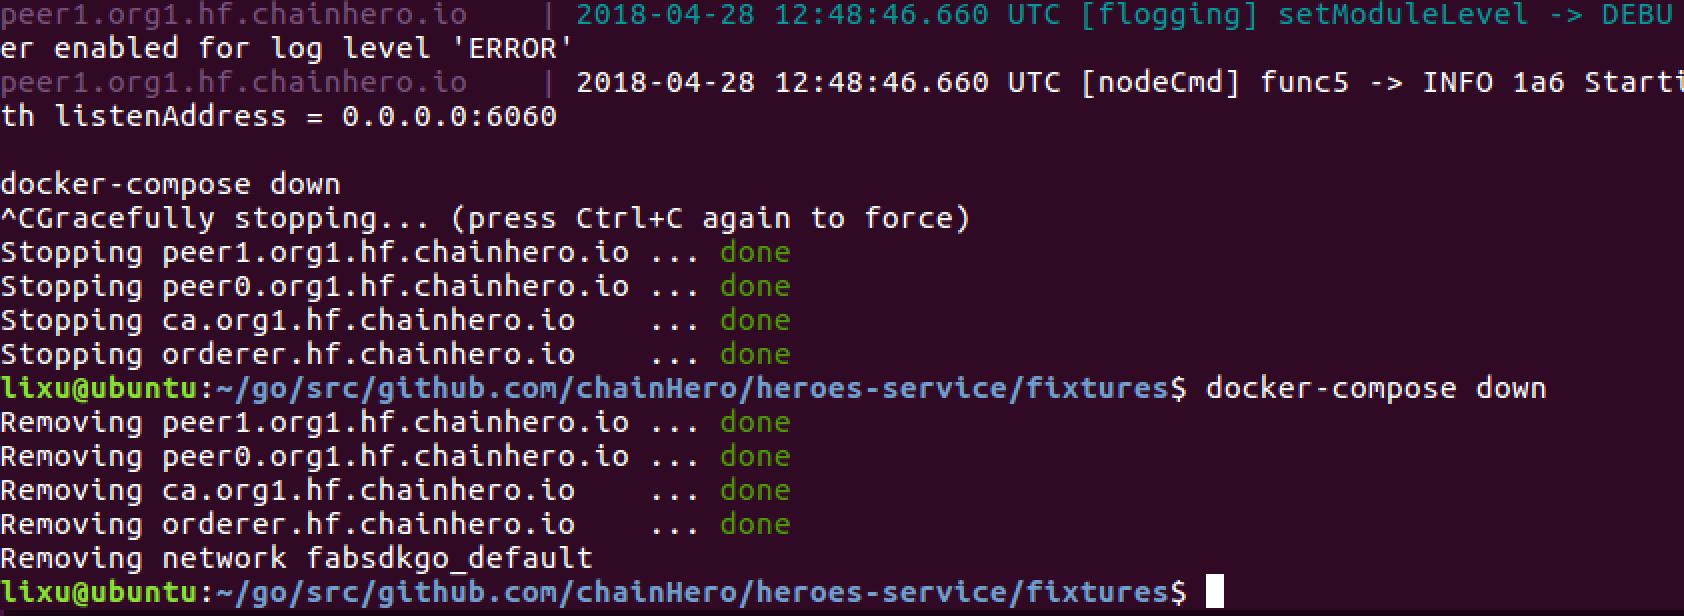 peer1.org1.hf.chainhero.io    | 2018-04-28 12:48:46.660 UTC [flogging] setModuleLevel -> DEBU
er enabled for log level 'ERROR'
peer1.org1.hf.chainhero.io    | 2018-04-28 12:48:46.660 UTC [nodeCmd] func5 -> INFO 1a6 Starti
th listenAddress = 0.0.0.0:6060
docker-compose down
^CGracefully stopping... (press Ctrl+C again to force)
Stopping peer1.org1.hf.chainhero.io ... done
Stopping peer0.org1.hf.chainhero.io ... done
Stopping ca.org1.hf.chainhero.io    ... done
Stopping orderer.hf.chainhero.io    ... done
lixu@ubuntu:~/go/src/github.com/chainHero/heroes-service/fixtures$ docker-compose down
Removing peer1.org1.hf.chainhero.io ... done
Removing peer0.org1.hf.chainhero.io ... done
Removing ca.org1.hf.chainhero.io    ... done
Removing orderer.hf.chainhero.io    ... done
Removing network fabsdkgo_default
lixu@ubuntu:~/go/src/github.com/chainHero/heroes-service/fixtures$